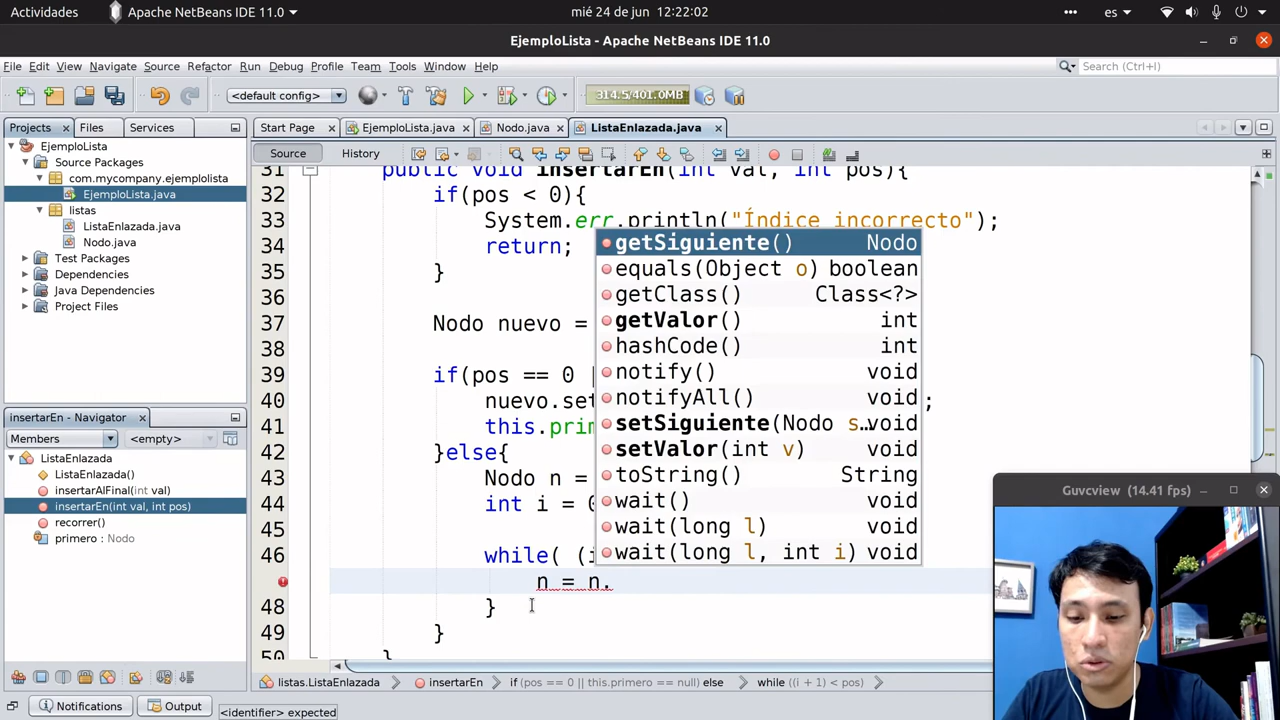 Actividades Apache NetBeans IDE 11.0 mié 24 de jun 12:22:02 es
EjemploLista - Apache NetBeans IDE 11.0
File Edit View Navigate Source Refactor Run Debug Profile Team Tools Window Help Search (Ctrl+I)
<default config> 314.5/401.0MB
Projects Files Services Start Page EjemploLista.java Nodo.java ListaEnlazada.java
EjemploLista
Source Packages
com.mycompany.ejemplolista
EjemploLista.java
listas
ListaEnlazada.java
Nodo.java
Test Packages
Dependencies
Java Dependencies
Project Files
insertarEn - Navigator
Members <empty>
ListaEnlazada
ListaEnlazada()
insertarAlFinal(int val)
insertarEn(int val, int pos)
recorrer()
primero : Nodo
Source History
31 public void insertarEn(int val, int pos){
32 if(pos < 0){
33 System.err.println("Índice incorrecto");
34 return;
35 }
36
37 Nodo nuevo =
38
39 if(pos == 0 |
40 nuevo.set ;
41 this.prim
42 }else{
43 Nodo n =
44 int i = 0
45
46 while( (i
n = n.
48 }
49 }
50 }
getSiguiente() Nodo
equals(Object o) boolean
getClass() Class<?>
getValor() int
hashCode() int
notify() void
notifyAll() void
setSiguiente(Nodo s… void
setValor(int v) void
toString() String
wait() void
wait(long l) void
wait(long l, int i) void
Guvcview (14.41 fps)
listas.ListaEnlazada insertarEn if (pos == 0 || this.primero == null) else while ((i + 1) < pos)
Notifications Output <identifier> expected